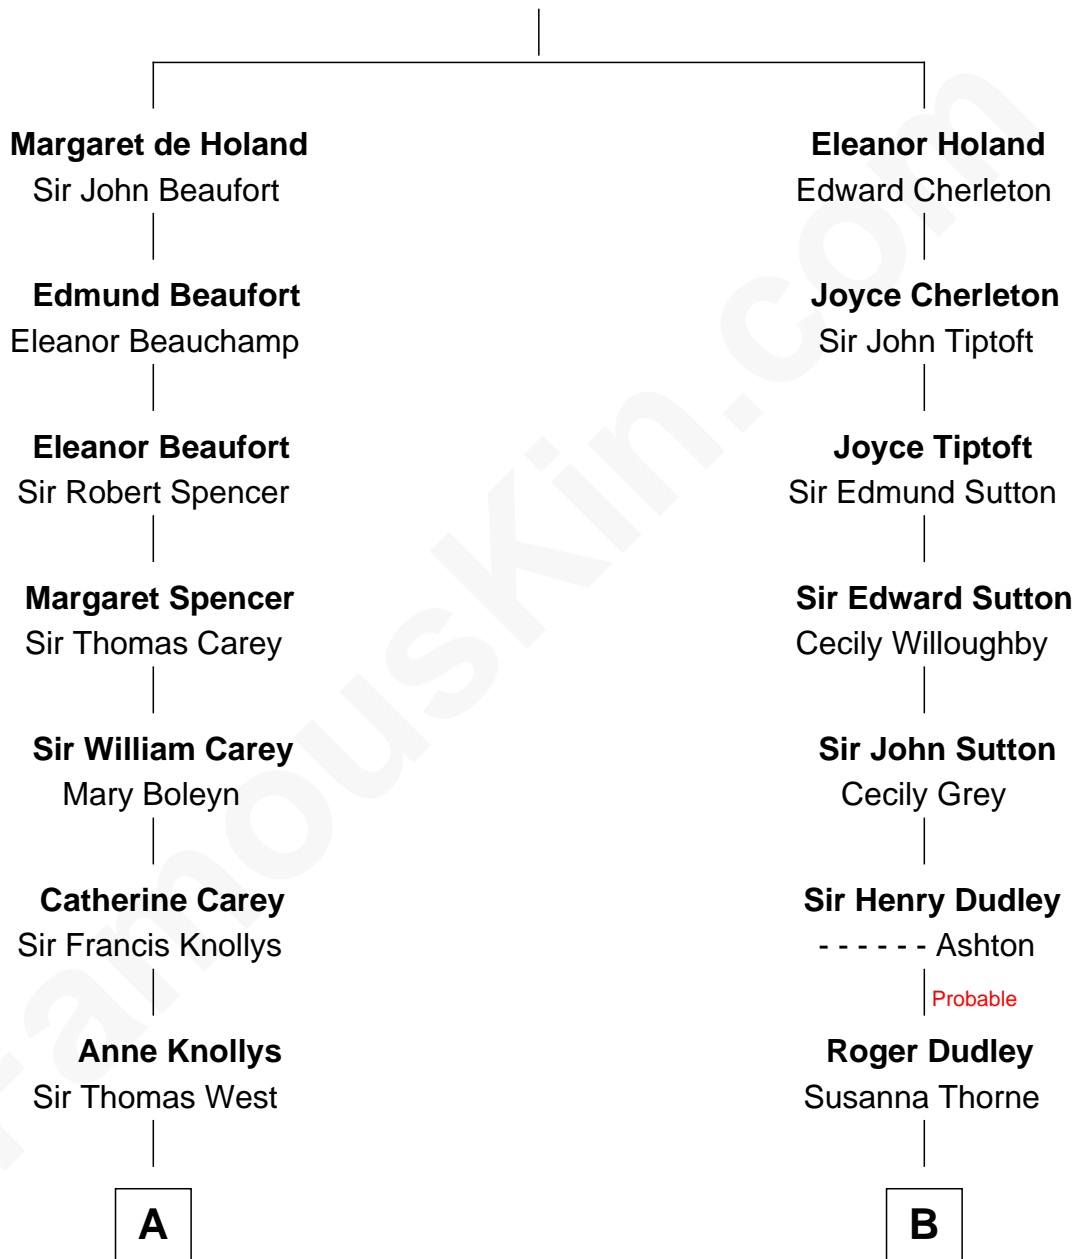 Margaret de Holand
Sir John Beaufort
Edmund Beaufort
Eleanor Beauchamp
Eleanor Beaufort
Sir Robert Spencer
Margaret Spencer
Sir Thomas Carey
Sir William Carey
Mary Boleyn
Catherine Carey
Sir Francis Knollys
Anne Knollys
Sir Thomas West
A
Eleanor Holand
Edward Cherleton
Joyce Cherleton
Sir John Tiptoft
Joyce Tiptoft
Sir Edmund Sutton
Sir Edward Sutton
Cecily Willoughby
Sir John Sutton
Cecily Grey
Sir Henry Dudley
- - - - - - Ashton
Probable
Roger Dudley
Susanna Thorne
B
FamousKin.com